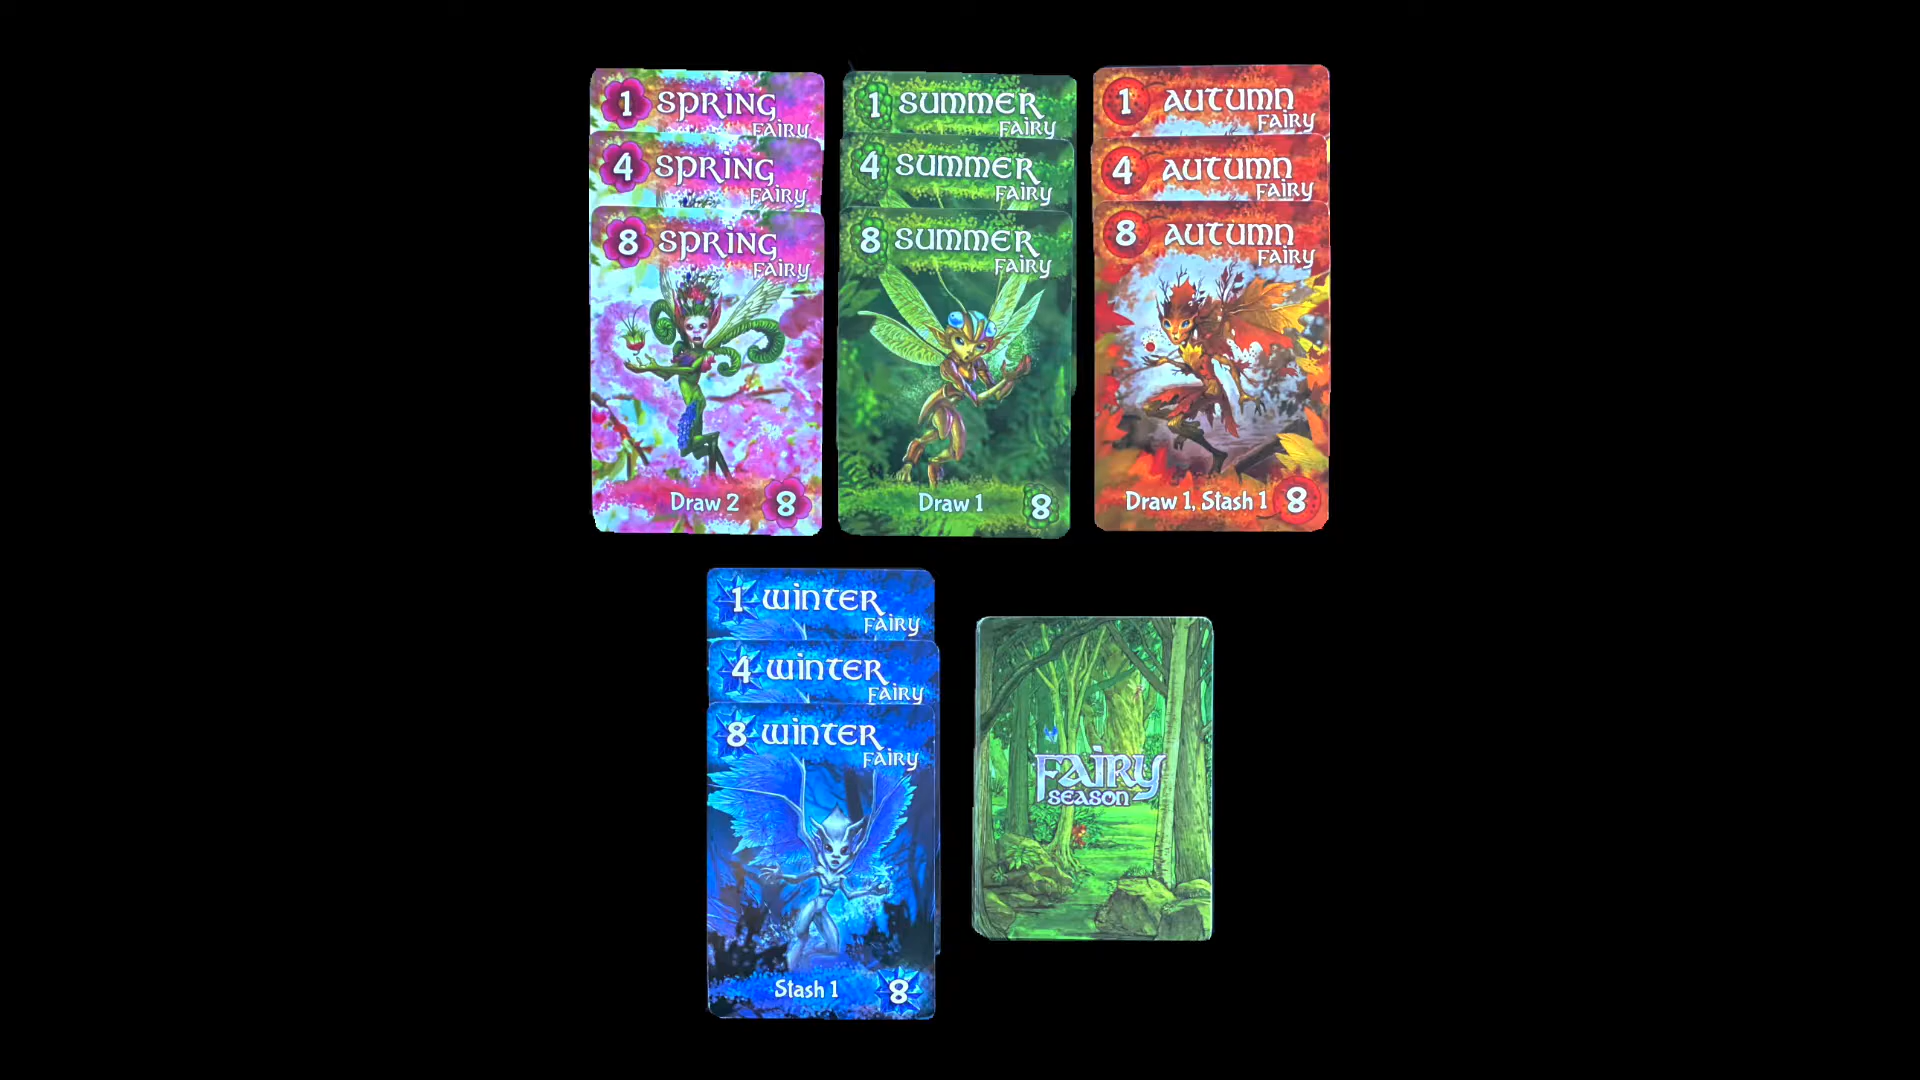 1 SPRING
FAIRY
4 SPRING
FAIRY
8 SPRING
FAIRY
Draw 2 8
1 SUMMER
FAIRY
4 SUMMER
FAIRY
8 SUMMER
FAIRY
Draw 1 8
1 AUTUMN
FAIRY
4 AUTUMN
FAIRY
8 AUTUMN
FAIRY
Draw 1, Stash 1 8
1 WINTER
FAIRY
4 WINTER
FAIRY
8 WINTER
FAIRY
Stash 1 8
FAIRY
SEASON